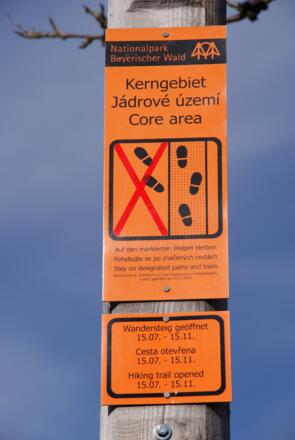 Nationalpark
Bayerischer Wald
Kerngebiet
Jádrové území
Core area
Auf den markierten Wegen bleiben
Pohybujte se po značených cestách
Stay on designated paths and trails
Wandersteig geöffnet
15.07. - 15.11.
Cesta otevřena
15.07. - 15.11.
Hiking trail opened
15.07. - 15.11.